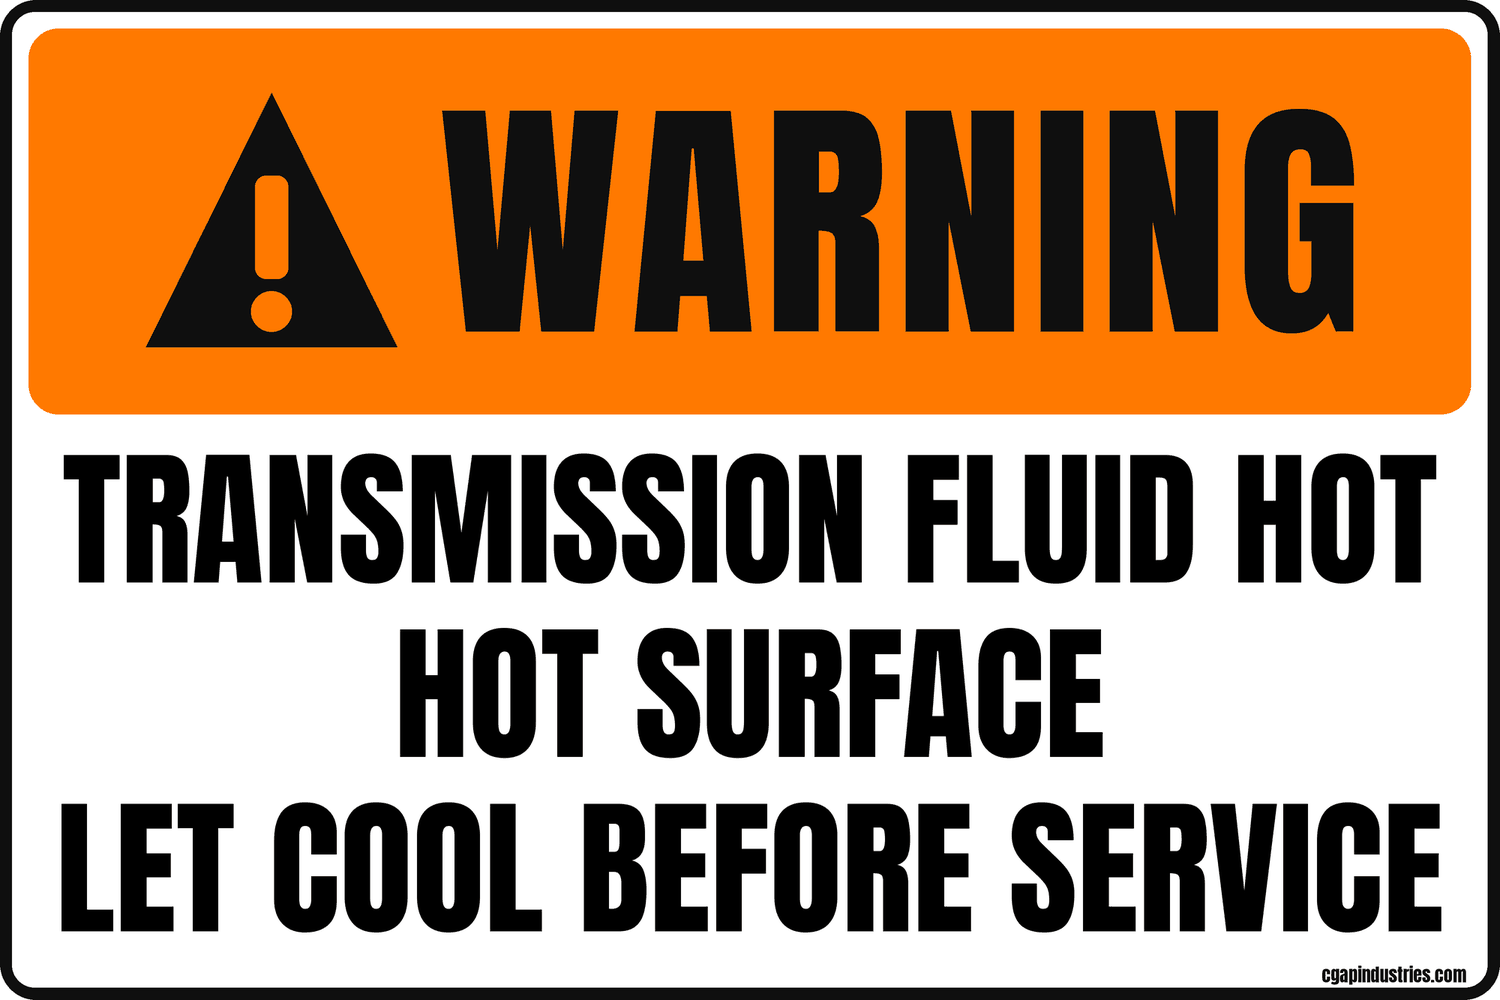 WARNING
TRANSMISSION FLUID HOT
HOT SURFACE
LET COOL BEFORE SERVICE
cgapindustries.com